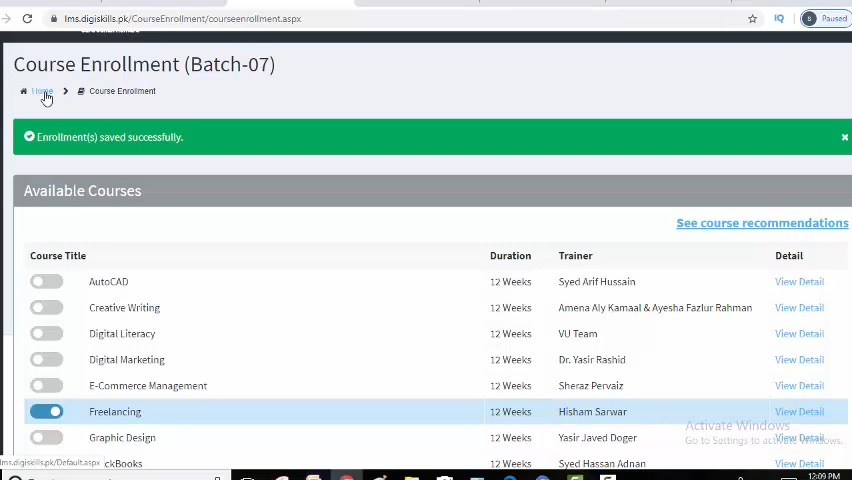 lms.digiskills.pk/CourseEnrollment/courseenrollment.aspx
IQ
8 Paused
Course Enrollment (Batch-07)
Home Course Enrollment
Enrollment(s) saved successfully.
Available Courses
See course recommendations
Course Title Duration Trainer Detail
AutoCAD 12 Weeks Syed Arif Hussain View Detail
Creative Writing 12 Weeks Amena Aly Kamaal & Ayesha Fazlur Rahman View Detail
Digital Literacy 12 Weeks VU Team View Detail
Digital Marketing 12 Weeks Dr. Yasir Rashid View Detail
E-Commerce Management 12 Weeks Sheraz Pervaiz View Detail
Freelancing 12 Weeks Hisham Sarwar View Detail
Activate Windows
Graphic Design 12 Weeks Yasir Javed Doger View Detail
Go to Settings to activate Windows.
lms.digiskills.pk/Default.aspx
12 Weeks Syed Hassan Adnan View Detail
12:09 PM